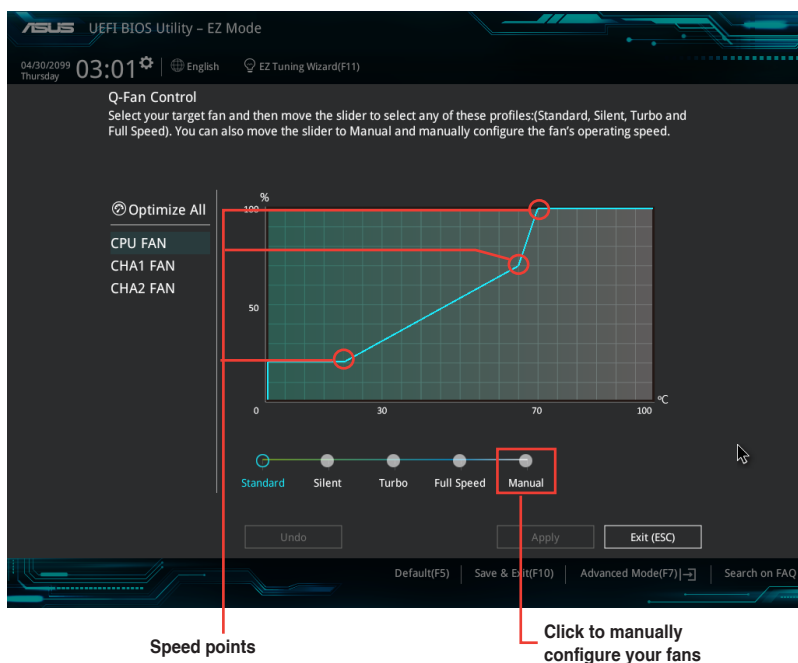 ASUS UEFI BIOS Utility – EZ Mode
04/30/2099
Thursday 03:01 English EZ Tuning Wizard(F11)
Q-Fan Control
Select your target fan and then move the slider to select any of these profiles:(Standard, Silent, Turbo and
Full Speed). You can also move the slider to Manual and manually configure the fan’s operating speed.
Optimize All
CPU FAN
CHA1 FAN
CHA2 FAN
%
100
50
°C
0 30 70 100
Standard Silent Turbo Full Speed Manual
Undo Apply Exit (ESC)
Default(F5) Save & Exit(F10) Advanced Mode(F7) Search on FAQ
Speed points
Click to manually
configure your fans